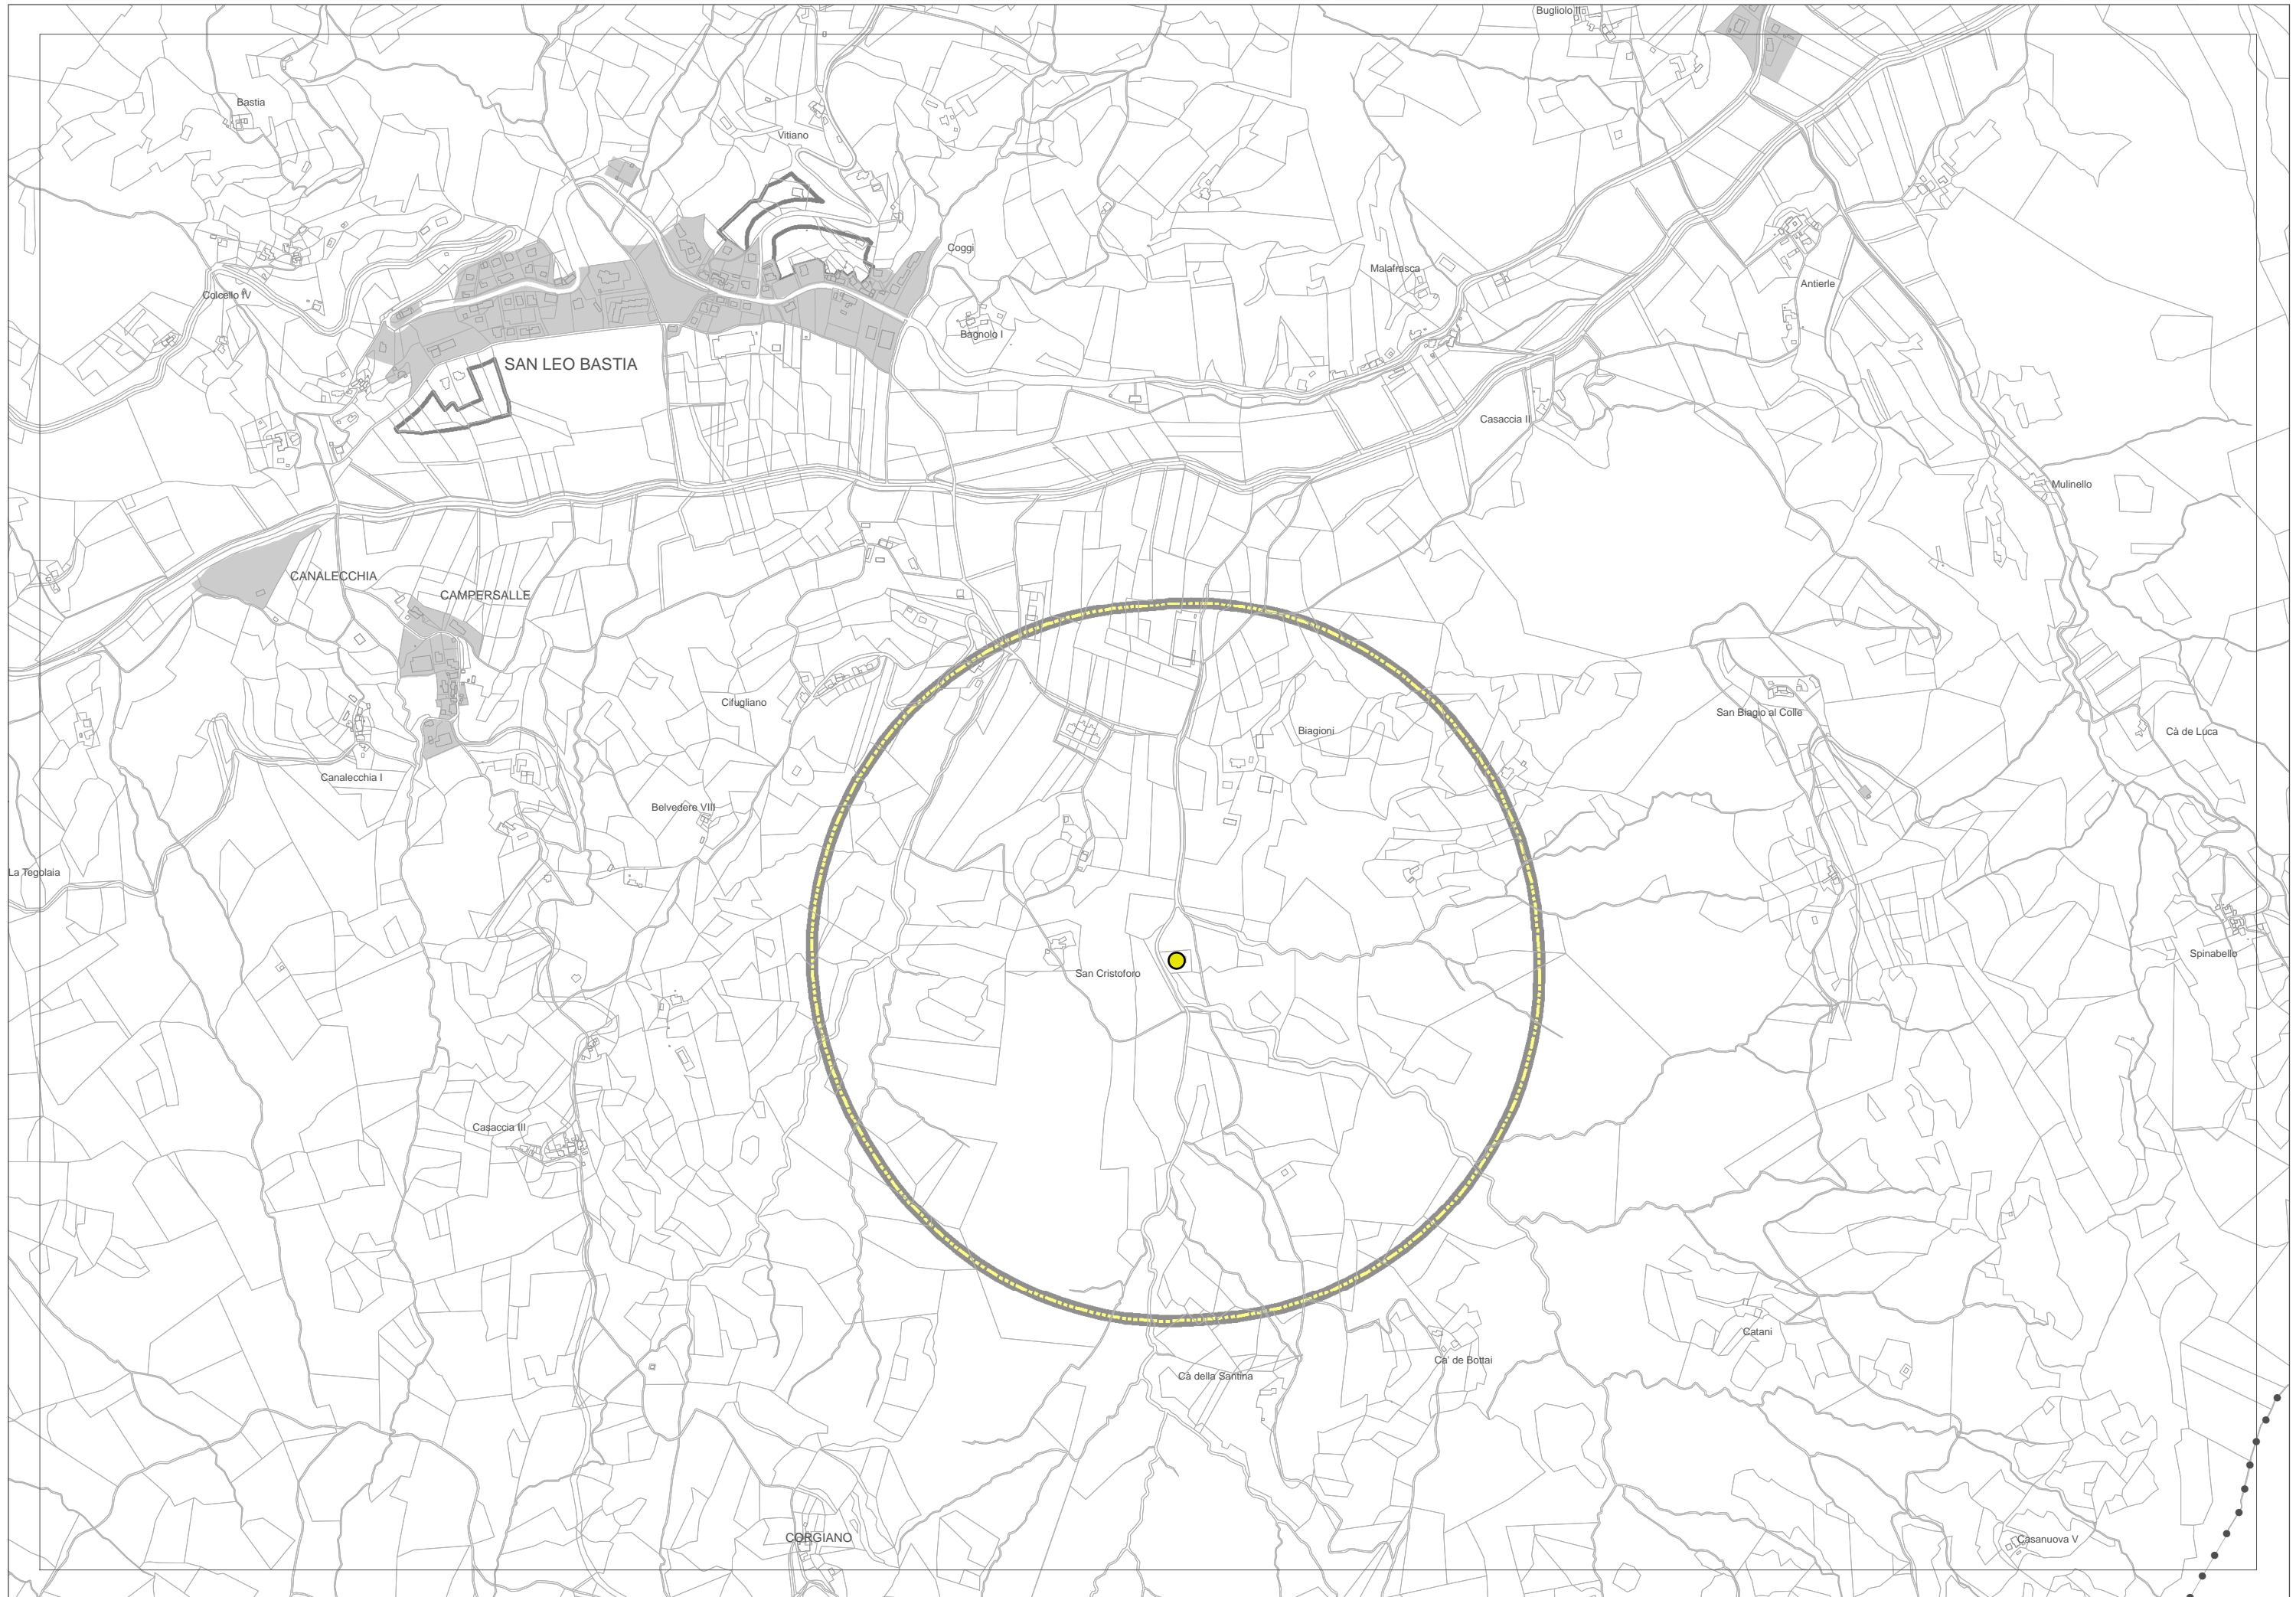 Bugliolo II
Bastia
Vitiano
Coggi
Malafrasca
Antierle
Colcello IV
Bagnolo I
SAN LEO BASTIA
Casaccia II
Mulinello
CANALECCHIA
CAMPERSALLE
Cifugliano
San Biagio al Colle
Biagioni
Cà de Luca
Canalecchia I
Belvedere VIII
La Tegolaia
Spinabello
San Cristoforo
Casaccia III
Catani
Ca' de Bottai
Cà della Santina
CORGIANO
Casanuova V